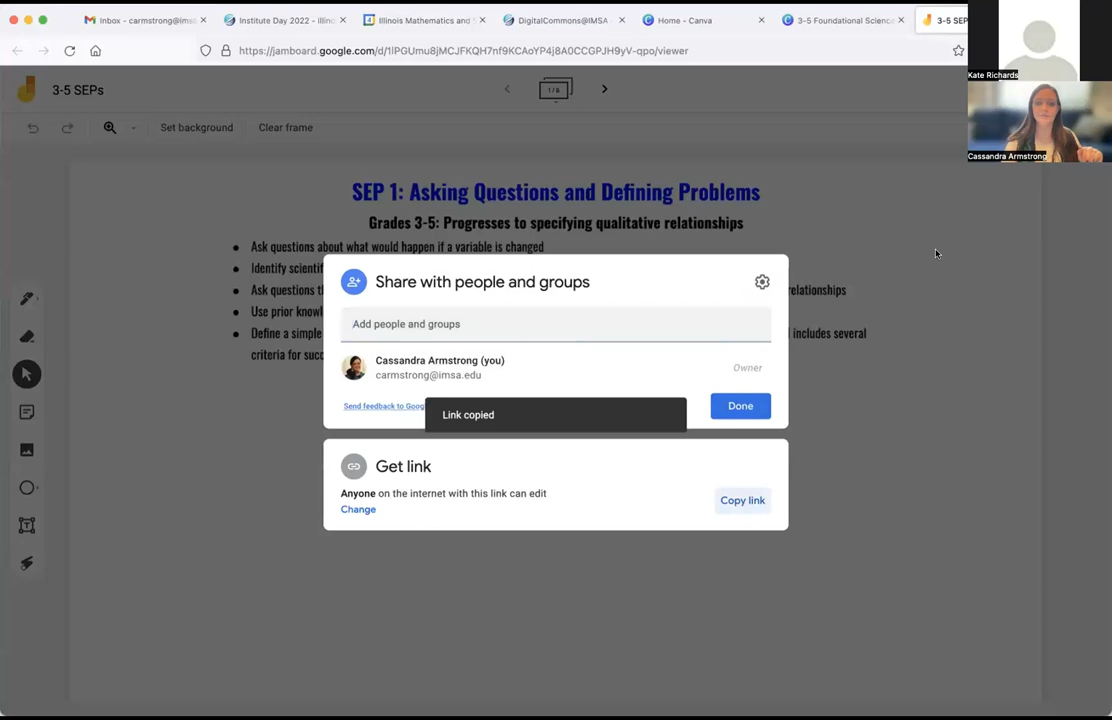 Inbox - carmstrong@ims
Institute Day 2022 - illin
Illinois Mathematics and
DigitalCommons@IMSA
Home - Canva
3-5 Foundational Scienc
3-5 SEP
https://jamboard.google.com/d/1lPGUmu8jMCJFKQH7nf9KCAoYP4j8A0CCGPJH9yV-qpo/viewer
Kate Richards
Cassandra Armstrong
3-5 SEPs
1/8
Set background
Clear frame
SEP 1: Asking Questions and Defining Problems
Grades 3-5: Progresses to specifying qualitative relationships
Ask questions about what would happen if a variable is changed
Identify scientif
Ask questions t
relationships
Use prior knowl
Define a simple
includes several
criteria for succ
Share with people and groups
Add people and groups
Cassandra Armstrong (you)
carmstrong@imsa.edu
Owner
Send feedback to Goog
Link copied
Done
Get link
Anyone on the internet with this link can edit
Change
Copy link